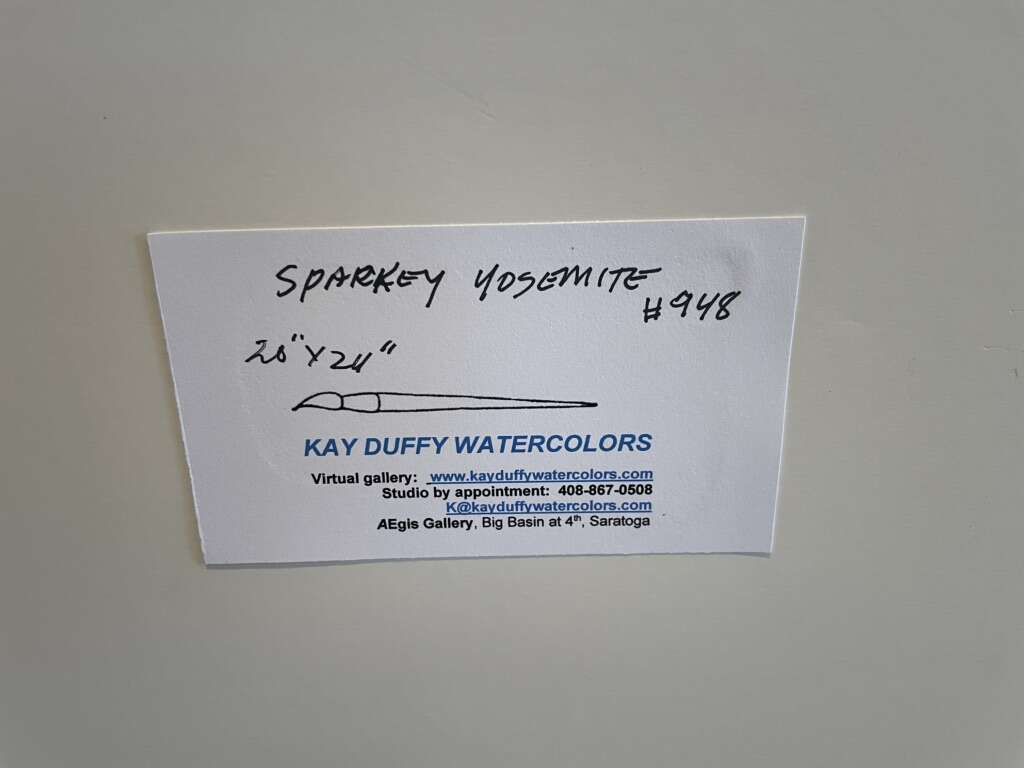 SPARKEY YOSEMITE
#948
20" X 24"
KAY DUFFY WATERCOLORS
Virtual gallery: www.kayduffywatercolors.com
Studio by appointment: 408-867-0508
K@kayduffywatercolors.com
AEgis Gallery, Big Basin at 4th, Saratoga